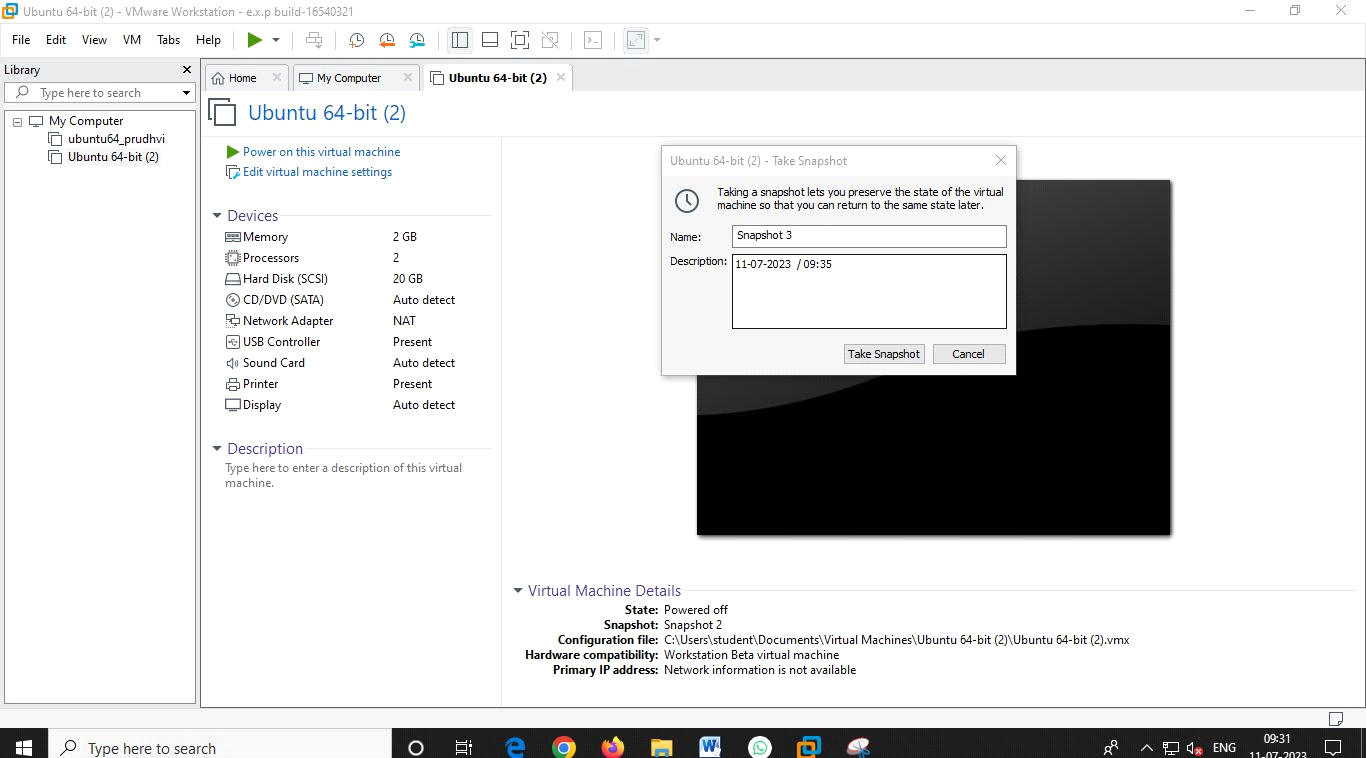 Ubuntu 64-bit (2) - VMware Workstation - e.x.p build-16540321
File Edit View VM Tabs Help
Library
Type here to search
My Computer
ubuntu64_prudhvi
Ubuntu 64-bit (2)
Home
My Computer
Ubuntu 64-bit (2)
Ubuntu 64-bit (2)
Power on this virtual machine
Edit virtual machine settings
Devices
Memory 2 GB
Processors 2
Hard Disk (SCSI) 20 GB
CD/DVD (SATA) Auto detect
Network Adapter NAT
USB Controller Present
Sound Card Auto detect
Printer Present
Display Auto detect
Description
Type here to enter a description of this virtual
machine.
Ubuntu 64-bit (2) - Take Snapshot
Taking a snapshot lets you preserve the state of the virtual
machine so that you can return to the same state later.
Name: Snapshot 3
Description: 11-07-2023 / 09:35
Take Snapshot Cancel
Virtual Machine Details
State: Powered off
Snapshot: Snapshot 2
Configuration file: C:\Users\student\Documents\Virtual Machines\Ubuntu 64-bit (2)\Ubuntu 64-bit (2).vmx
Hardware compatibility: Workstation Beta virtual machine
Primary IP address: Network information is not available
Type here to search
ENG
09:31
11-07-2023